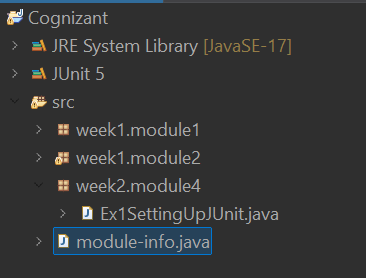 Cognizant
JRE System Library [JavaSE-17]
JUnit 5
src
week1.module1
week1.module2
week2.module4
Ex1SettingUpJUnit.java
module-info.java